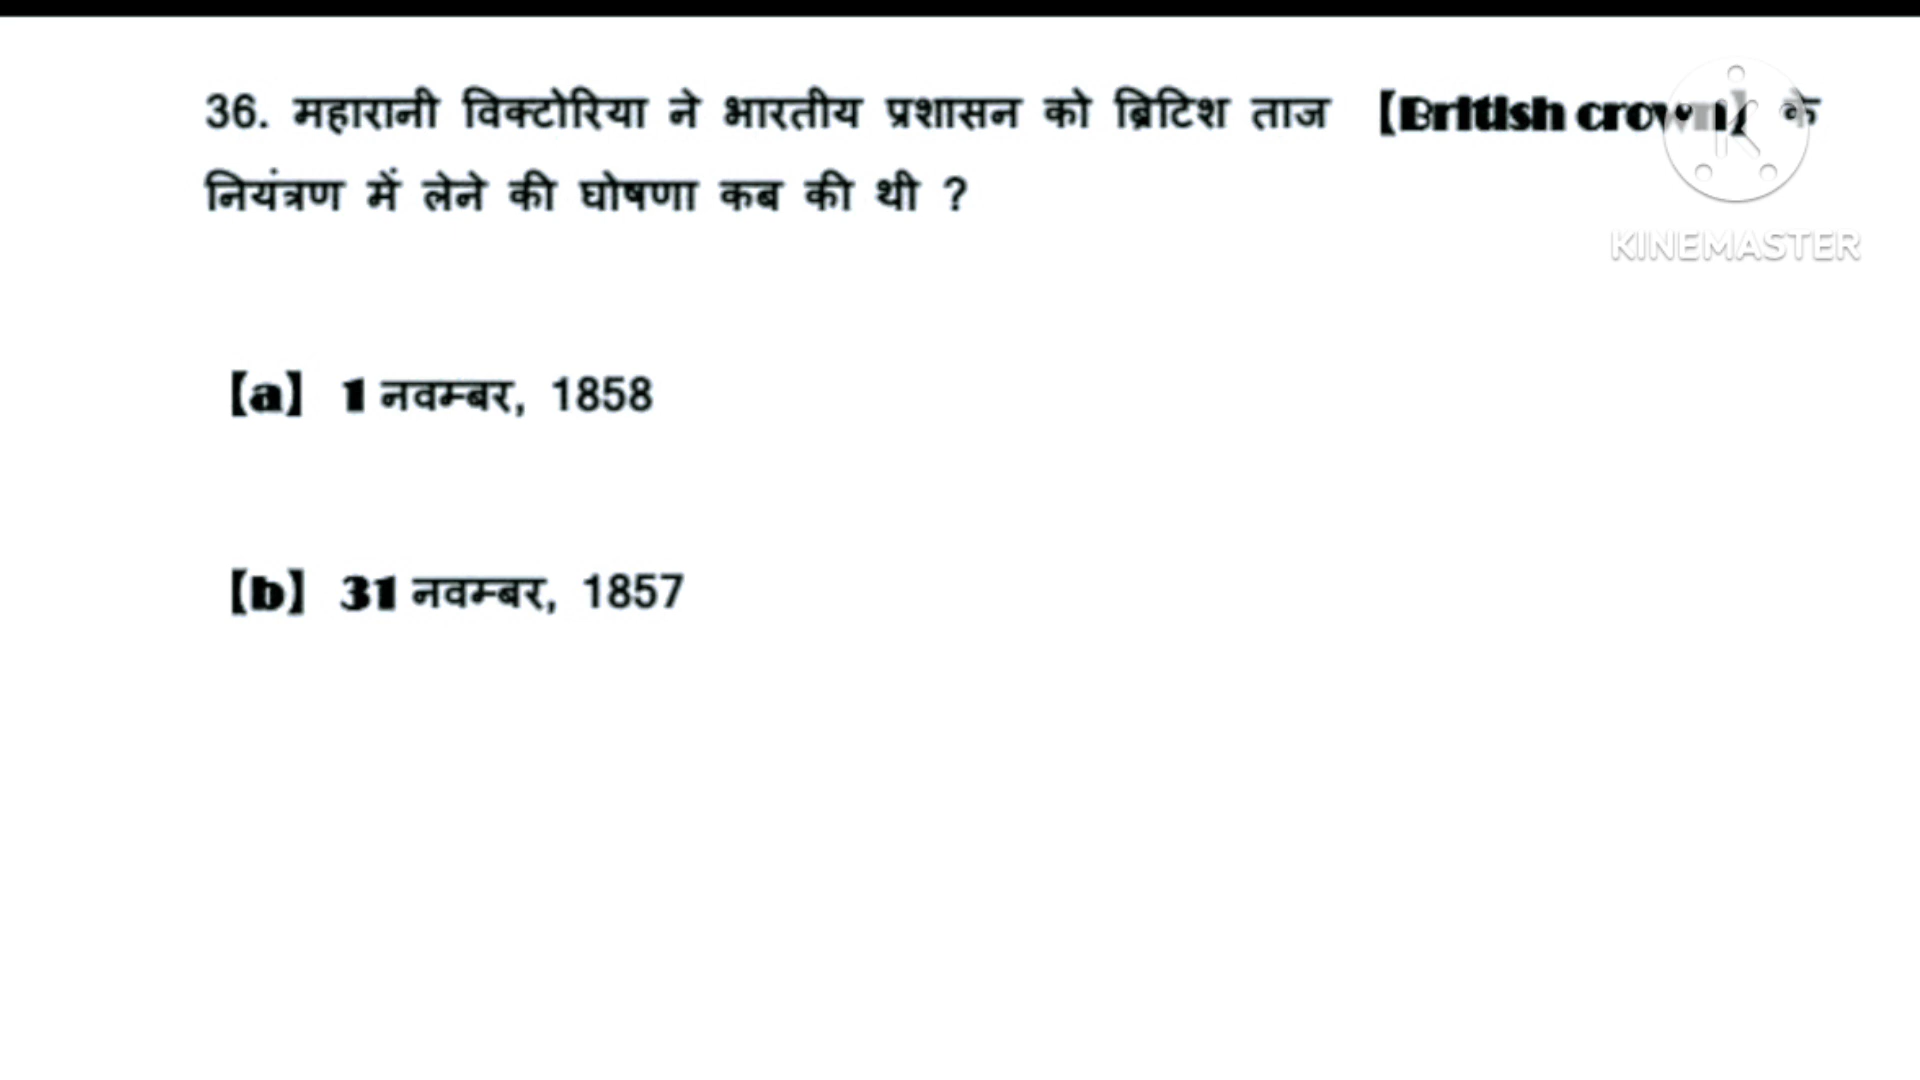 36. महारानी विक्टोरिया ने भारतीय प्रशासन को ब्रिटिश ताज 【British crown】 के
नियंत्रण में लेने की घोषणा कब की थी ?
KINEMASTER
【a】 1 नवम्बर, 1858
【b】 31 नवम्बर, 1857